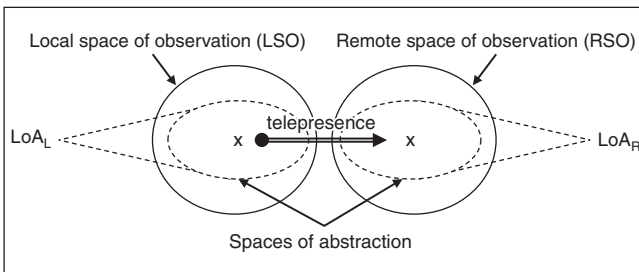 Local space of observation (LSO)
Remote space of observation (RSO)
telepresence
LoA_L
x
x
LoA_R
Spaces of abstraction